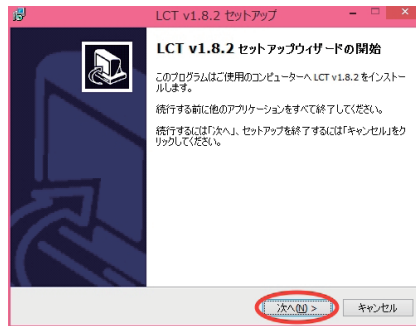 LCT v1.8.2 セットアップ
LCT v1.8.2 セットアップウィザードの開始
このプログラムはご使用のコンピューターへ LCT v1.8.2 をインストー
ルします。
続行する前に他のアプリケーションをすべて終了してください。
続行するには「次へ」、セットアップを終了するには「キャンセル」をク
リックしてください。
次へ(N) >
キャンセル